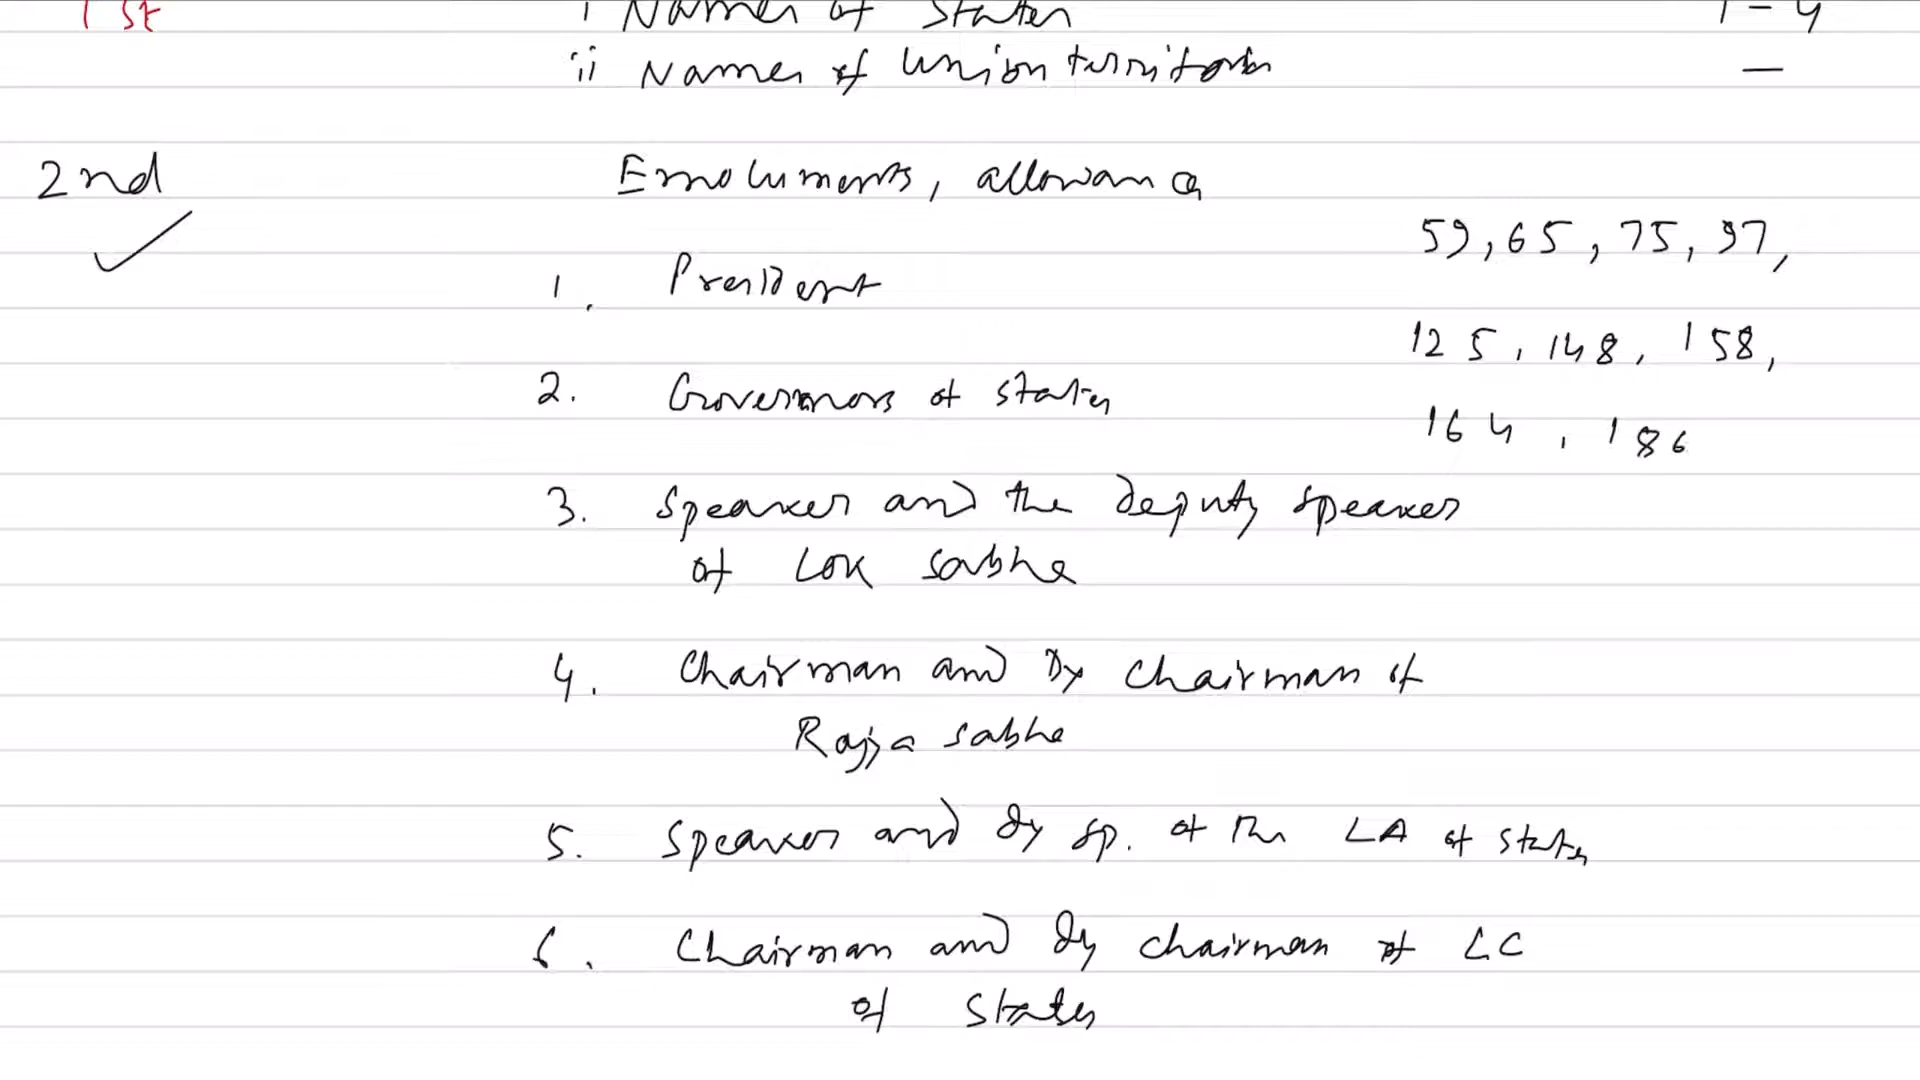 1st i Names of States 1-4
ii Names of Union territories —
2nd Emoluments, allowances
59, 65, 75, 97,
1. President
125, 148, 158,
2. Governors of states
164, 186
3. Speaker and the deputy speaker
of Lok Sabha
4. Chairman and Dy Chairman of
Rajya Sabha
5. Speaker and dy sp. of the LA of states
6. Chairman and dy chairman of LC
of States